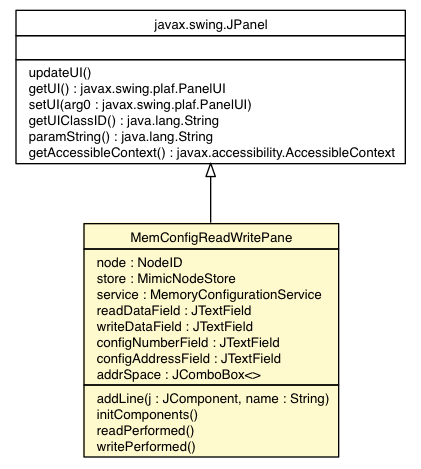 javax.swing.JPanel
updateUI()
getUI() : javax.swing.plaf.PanelUI
setUI(arg0 : javax.swing.plaf.PanelUI)
getUIClassID() : java.lang.String
paramString() : java.lang.String
getAccessibleContext() : javax.accessibility.AccessibleContext
MemConfigReadWritePane
node : NodeID
store : MimicNodeStore
service : MemoryConfigurationService
readDataField : JTextField
writeDataField : JTextField
configNumberField : JTextField
configAddressField : JTextField
addrSpace : JComboBox<>
addLine(j : JComponent, name : String)
initComponents()
readPerformed()
writePerformed()